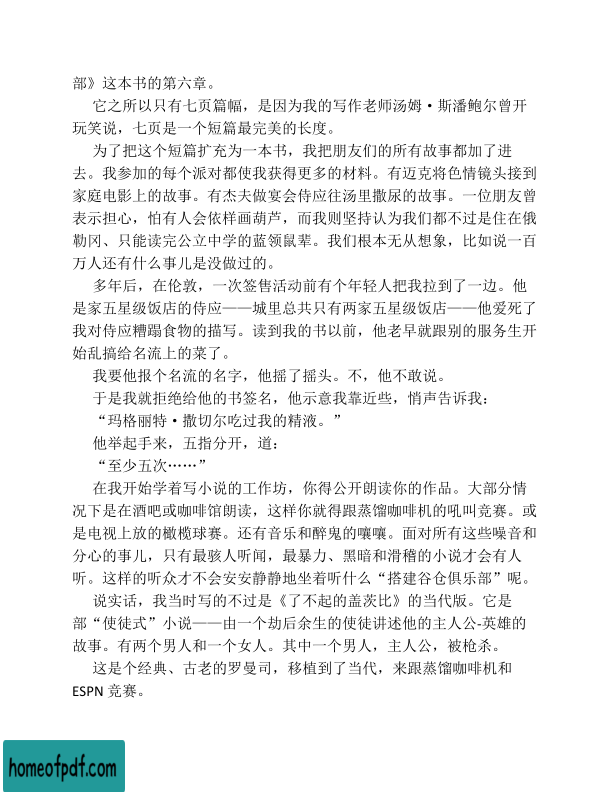 部》这本书的第六章。
它之所以只有七页篇幅，是因为我的写作老师汤姆·斯潘鲍尔曾开
玩笑说，七页是一个短篇最完美的长度。
为了把这个短篇扩充为一本书，我把朋友们的所有故事都加了进
去。我参加的每个派对都使我获得更多的材料。有迈克将色情镜头接到
家庭电影上的故事。有杰夫做宴会侍应往汤里撒尿的故事。一位朋友曾
表示担心，怕有人会依样画葫芦，而我则坚持认为我们都不过是住在俄
勒冈、只能读完公立中学的蓝领鼠辈。我们根本无从想象，比如说一百
万人还有什么事儿是没做过的。
多年后，在伦敦，一次签售活动前有个年轻人把我拉到了一边。他
是家五星级饭店的侍应——城里总共只有两家五星级饭店——他爱死了
我对侍应糟蹋食物的描写。读到我的书以前，他老早就跟别的服务生开
始乱搞给名流上的菜了。
我要他报个名流的名字，他摇了摇头。不，他不敢说。
于是我就拒绝给他的书签名，他示意我靠近些，悄声告诉我：
“玛格丽特·撒切尔吃过我的精液。”
他举起手来，五指分开，道：
“至少五次……”
在我开始学着写小说的工作坊，你得公开朗读你的作品。大部分情
况下是在酒吧或咖啡馆朗读，这样你就得跟蒸馏咖啡机的吼叫竞赛。或
是电视上放的橄榄球赛。还有音乐和醉鬼的嚷嚷。面对所有这些噪音和
分心的事儿，只有最骇人听闻，最暴力、黑暗和滑稽的小说才会有人
听。这样的听众才不会安安静静地坐着听什么“搭建谷仓俱乐部”呢。
说实话，我当时写的不过是《了不起的盖茨比》的当代版。它是
部“使徒式”小说——由一个劫后余生的使徒讲述他的主人公-英雄的
故事。有两个男人和一个女人。其中一个男人，主人公，被枪杀。
这是个经典、古老的罗曼司，移植到了当代，来跟蒸馏咖啡机和
ESPN 竞赛。
homeofpdf.com